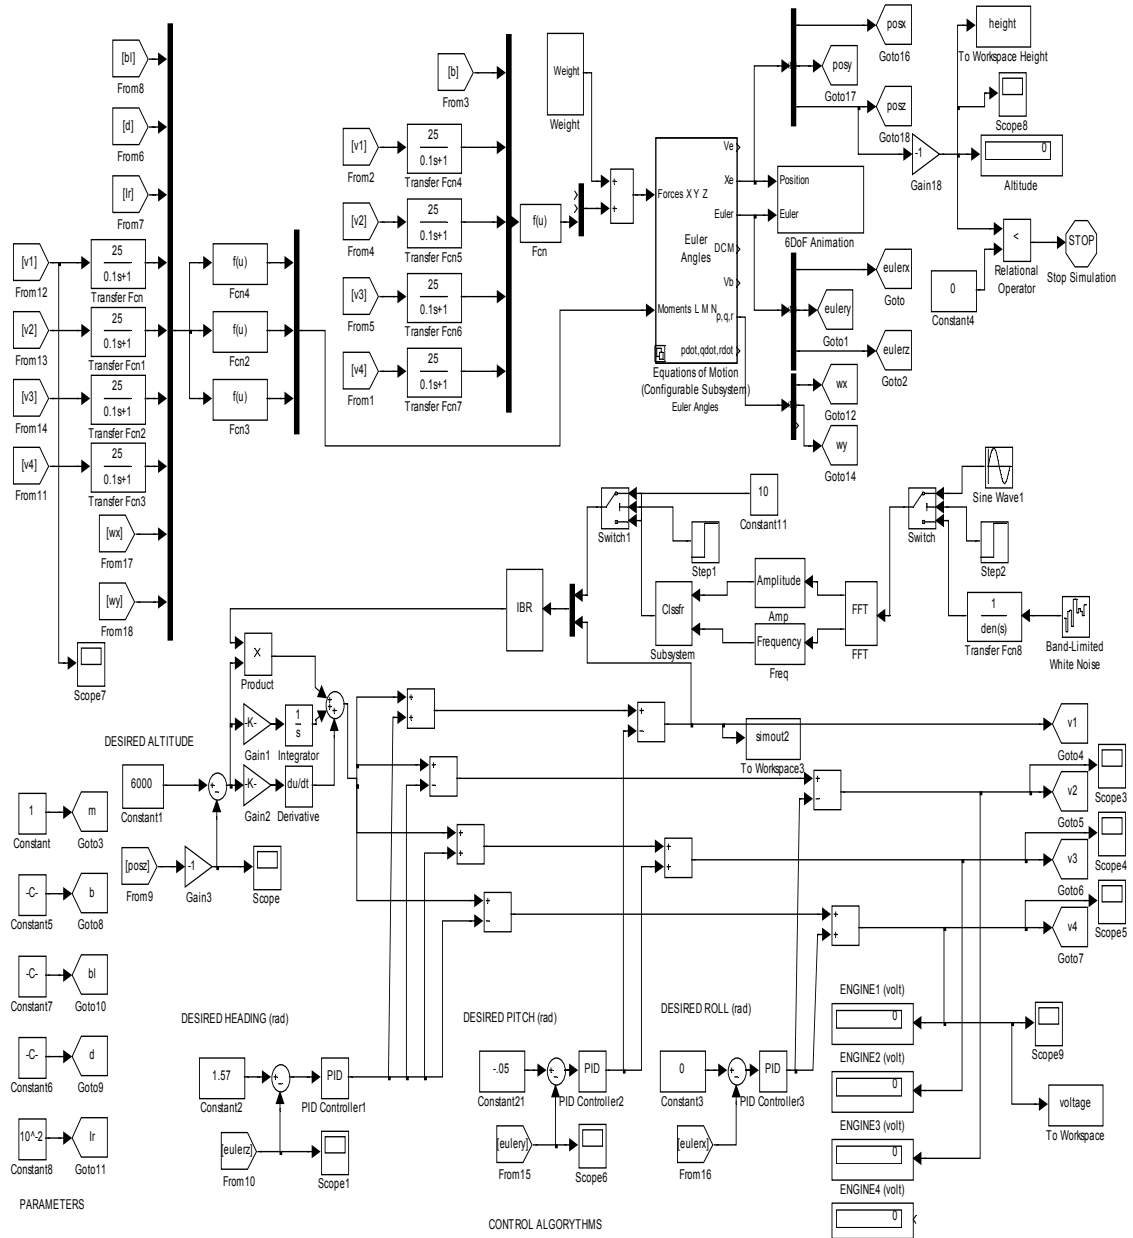 [bl]
From8
[d]
From6
[lr]
From7
[v1]
From12
25
0.1s+1
Transfer Fcn
[v2]
From13
25
0.1s+1
Transfer Fcn1
[v3]
From14
25
0.1s+1
Transfer Fcn2
[v4]
From11
25
0.1s+1
Transfer Fcn3
[wx]
From17
[wy]
From18
Scope7
f(u)
Fcn4
f(u)
Fcn2
f(u)
Fcn3
[b]
From3
[v1]
From2
25
0.1s+1
Transfer Fcn4
[v2]
From4
25
0.1s+1
Transfer Fcn5
[v3]
From5
25
0.1s+1
Transfer Fcn6
[v4]
From1
25
0.1s+1
Transfer Fcn7
Weight
Weight
f(u)
Fcn
Forces X Y Z
Moments L M N
Euler
Angles
Ve
Xe
Euler
DCM
Vb
p,q,r
pdot,qdot,rdot
Equations of Motion
(Configurable Subsystem)
Euler Angles
Position
Euler
6DoF Animation
posx
Goto16
posy
Goto17
posz
Goto18
-1
Gain18
height
To Workspace Height
Scope8
0
Altitude
<
Relational
Operator
STOP
Stop Simulation
0
Constant4
eulerx
Goto
eulery
Goto1
eulerz
Goto2
wx
Goto12
wy
Goto14
Switch1
10
Constant11
Step1
Switch
Sine Wave1
Step2
1
den(s)
Transfer Fcn8
Band-Limited
White Noise
FFT
FFT
Amplitude
Amp
Frequency
Freq
Clssfr
Subsystem
IBR
X
Product
-K-
Gain1
1
s
Integrator
-K-
Gain2
du/dt
Derivative
DESIRED ALTITUDE
6000
Constant1
[posz]
From9
-1
Gain3
Scope
simout2
To Workspace3
v1
Goto4
Scope3
v2
Goto5
Scope4
v3
Goto6
Scope5
v4
Goto7
1
Constant
m
Goto3
-C-
Constant5
b
Goto8
-C-
Constant7
bl
Goto10
-C-
Constant6
d
Goto9
10^-2
Constant8
lr
Goto11
PARAMETERS
DESIRED HEADING (rad)
1.57
Constant2
PID
PID Controller1
[eulerz]
From10
Scope1
DESIRED PITCH (rad)
-.05
Constant21
PID
PID Controller2
[eulery]
From15
Scope6
DESIRED ROLL (rad)
0
Constant3
PID
PID Controller3
[eulerx]
From16
ENGINE1 (volt)
0
ENGINE2 (volt)
0
ENGINE3 (volt)
0
ENGINE4 (volt)
0
Scope9
voltage
To Workspace
CONTROL ALGORYTHMS